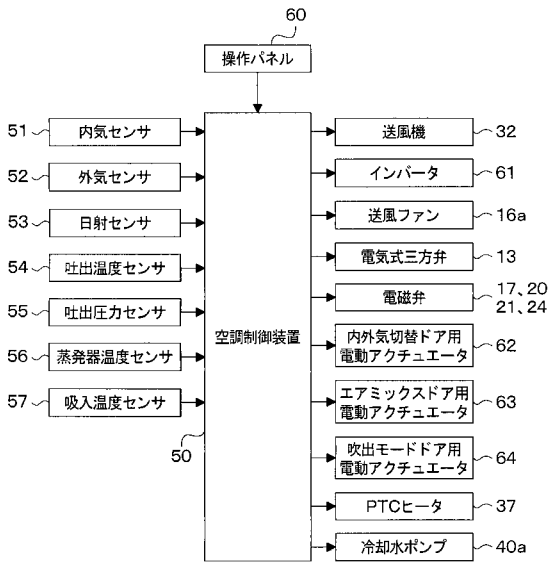 60
操作パネル
51 内気センサ
52 外気センサ
53 日射センサ
54 吐出温度センサ
55 吐出圧力センサ
56 蒸発器温度センサ
57 吸入温度センサ
空調制御装置
50
送風機 32
インバータ 61
送風ファン 16a
電気式三方弁 13
電磁弁 17、20
21、24
内外気切替ドア用
電動アクチュエータ 62
エアミックスドア用
電動アクチュエータ 63
吹出モードドア用
電動アクチュエータ 64
PTCヒータ 37
冷却水ポンプ 40a